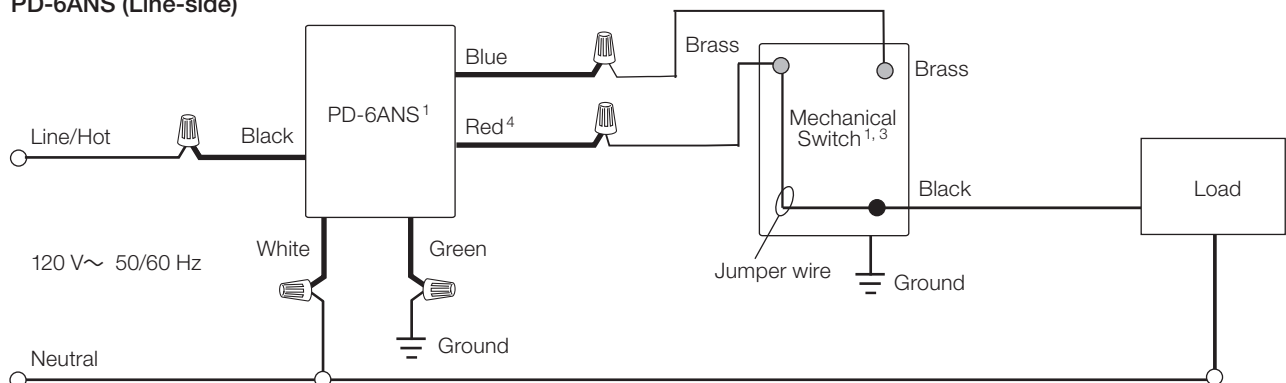 PD-6ANS (Line-side)
Blue
Brass
Brass
PD-6ANS 1
Red 4
Mechanical
Switch 1, 3
Line/Hot
Black
Black
Load
White
Green
120 V~ 50/60 Hz
Jumper wire
Ground
Ground
Neutral